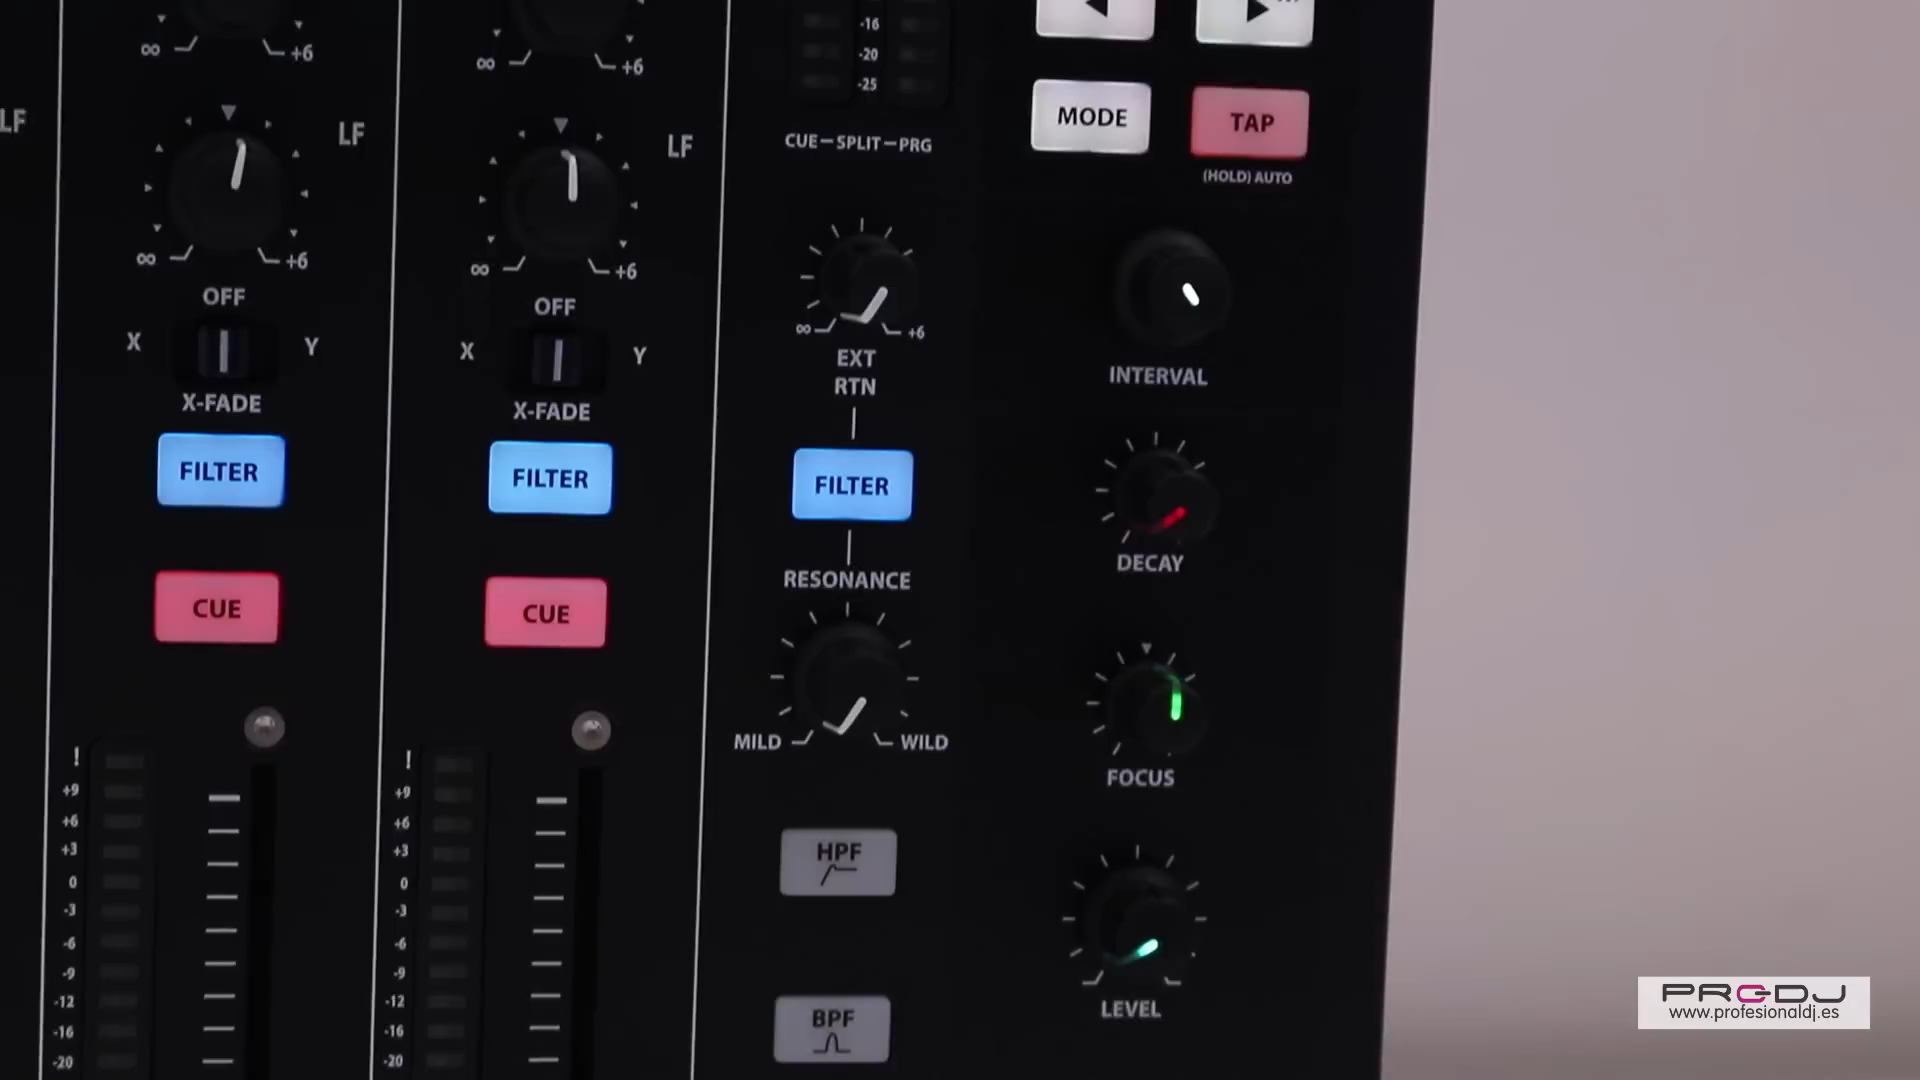 -16
∞ +6
∞ +6
-20
-25
MODE
TAP
LF
LF
LF
CUE–SPLIT–PRG
(HOLD) AUTO
∞ +6
∞ +6
OFF
OFF
X Y
X Y
X-FADE
X-FADE
∞ +6
EXT
RTN
INTERVAL
FILTER
FILTER
FILTER
DECAY
CUE
CUE
RESONANCE
MILD WILD
FOCUS
!
+9
+6
+3
0
-3
-6
-9
-12
-16
-20
!
+9
+6
+3
0
-3
-6
-9
-12
-16
-20
HPF
BPF
LEVEL
PRO-DJ
www.profesionaldj.es